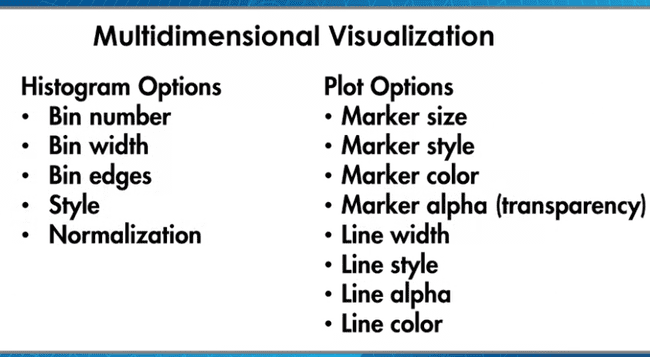 Multidimensional Visualization
Histogram Options
• Bin number
• Bin width
• Bin edges
• Style
• Normalization
Plot Options
• Marker size
• Marker style
• Marker color
• Marker alpha (transparency)
• Line width
• Line style
• Line alpha
• Line color